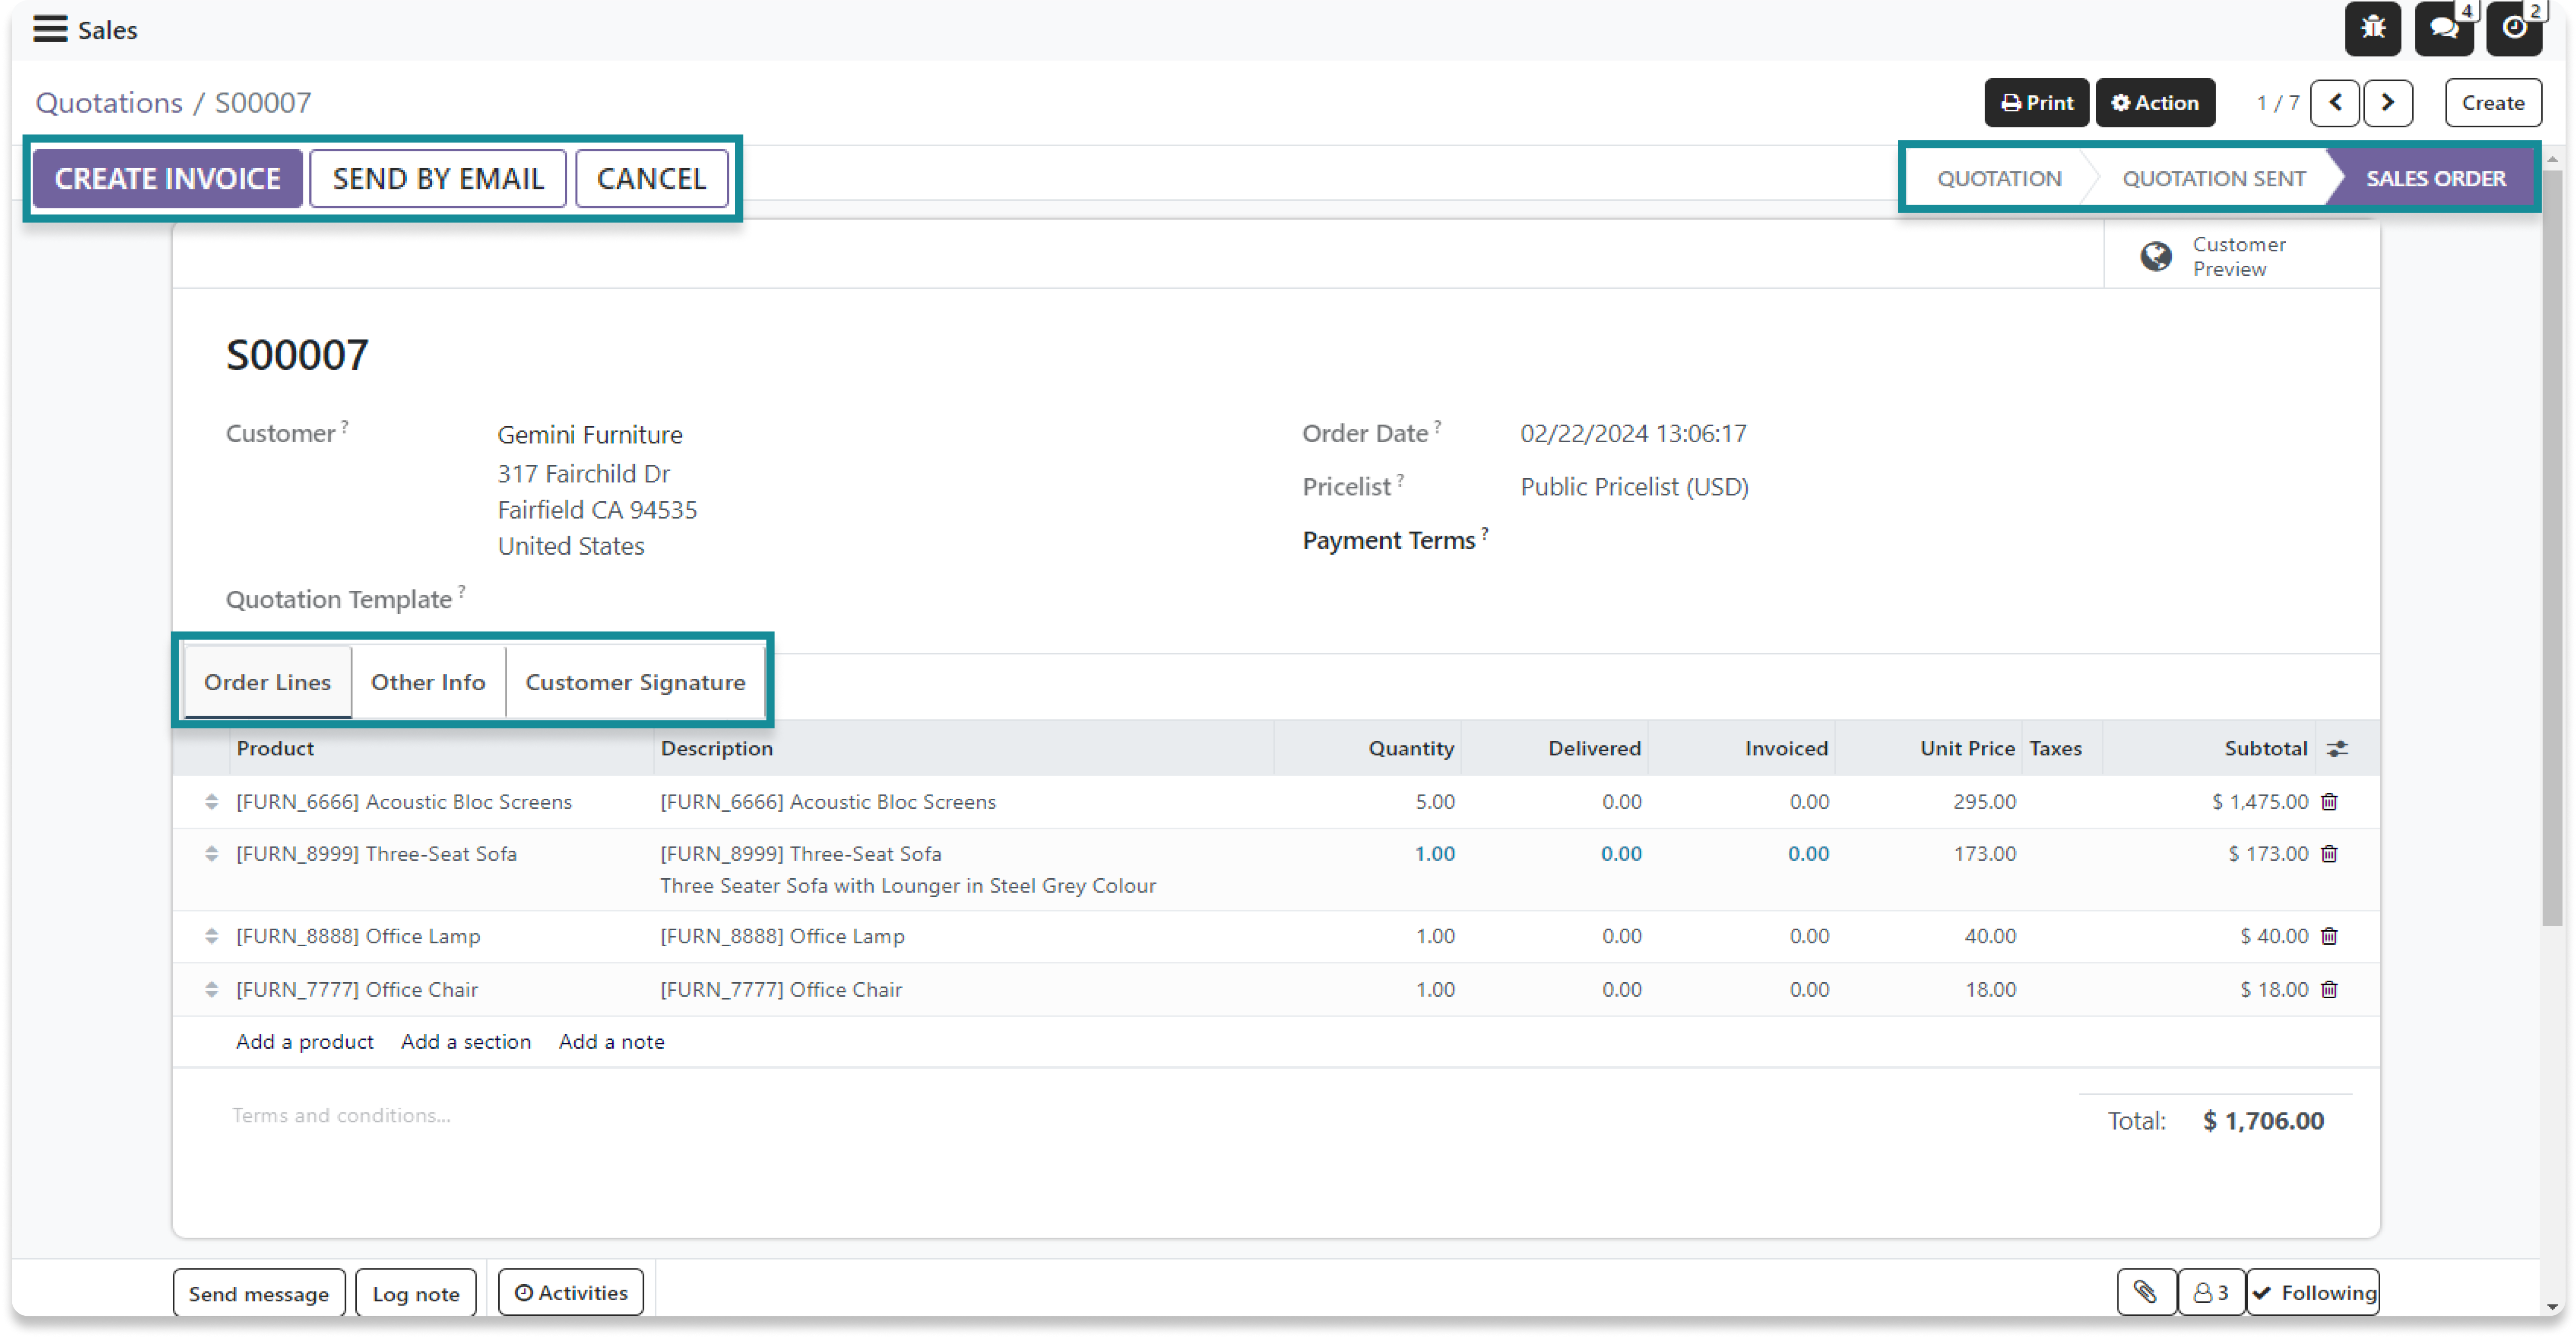 Sales
4
2
Quotations / S00007
Print
Action
1 / 7
Create
CREATE INVOICE
SEND BY EMAIL
CANCEL
QUOTATION
QUOTATION SENT
SALES ORDER
Customer
Preview
S00007
Customer ?
Gemini Furniture
317 Fairchild Dr
Fairfield CA 94535
United States
Order Date ? 02/22/2024 13:06:17
Pricelist ? Public Pricelist (USD)
Payment Terms ?
Quotation Template ?
Order Lines
Other Info
Customer Signature
Product Description Quantity Delivered Invoiced Unit Price Taxes Subtotal
[FURN_6666] Acoustic Bloc Screens [FURN_6666] Acoustic Bloc Screens 5.00 0.00 0.00 295.00 $ 1,475.00
[FURN_8999] Three-Seat Sofa [FURN_8999] Three-Seat Sofa 1.00 0.00 0.00 173.00 $ 173.00
Three Seater Sofa with Lounger in Steel Grey Colour
[FURN_8888] Office Lamp [FURN_8888] Office Lamp 1.00 0.00 0.00 40.00 $ 40.00
[FURN_7777] Office Chair [FURN_7777] Office Chair 1.00 0.00 0.00 18.00 $ 18.00
Add a product Add a section Add a note
Terms and conditions...
Total: $ 1,706.00
Send message
Log note
Activities
3
Following